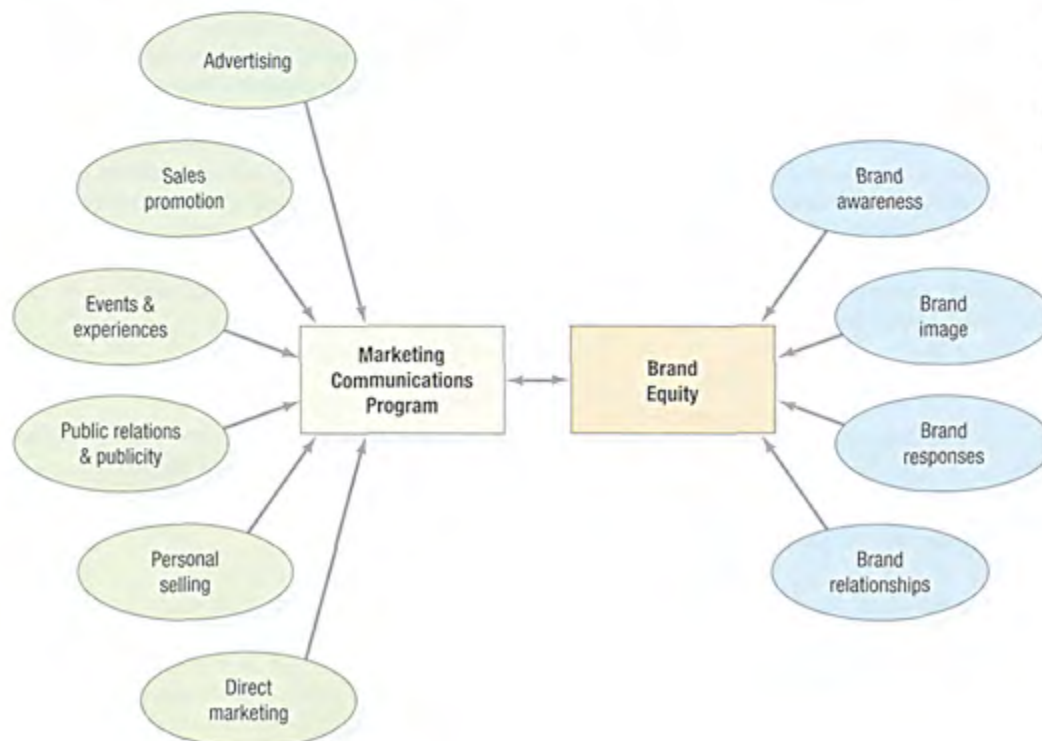 Advertising
Sales
promotion
Events &
experiences
Public relations
& publicity
Personal
selling
Direct
marketing
Marketing
Communications
Program
Brand
Equity
Brand
awareness
Brand
image
Brand
responses
Brand
relationships